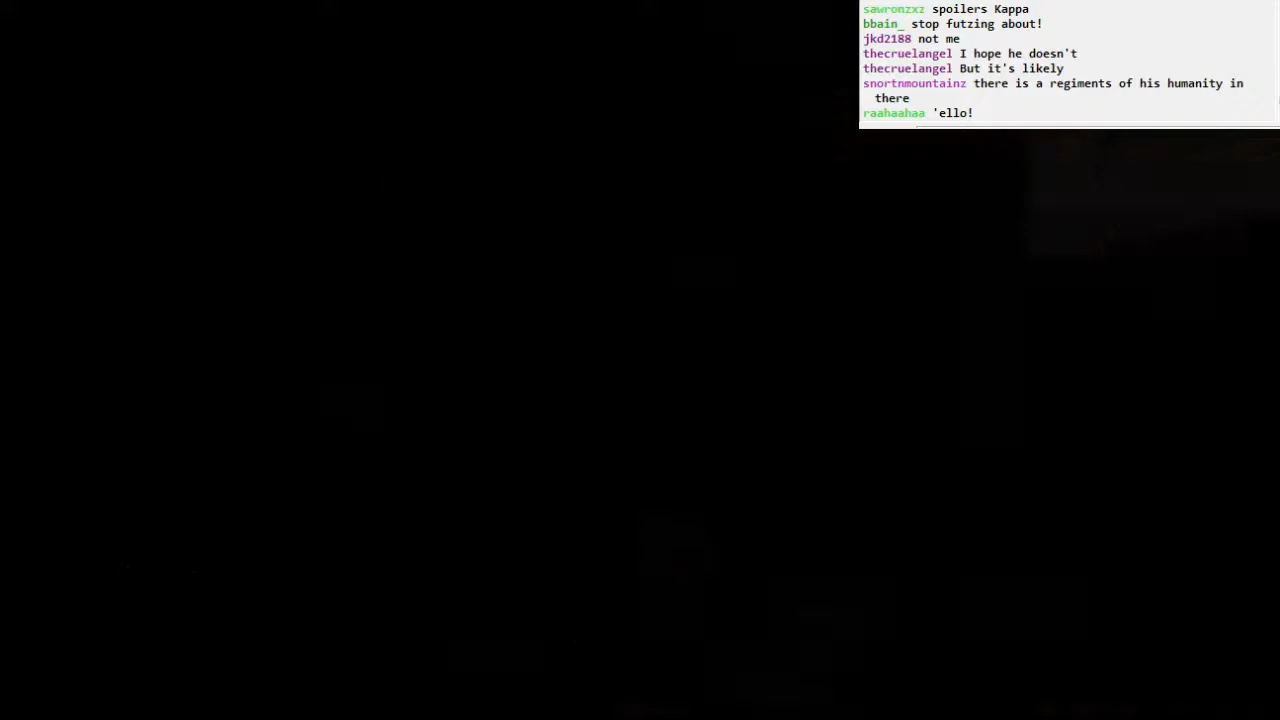 sawronzxz spoilers Kappa
bbain_ stop futzing about!
jkd2188 not me
thecruelangel I hope he doesn't
thecruelangel But it's likely
snortnmountainz there is a regiments of his humanity in
there
raahaahaa 'ello!